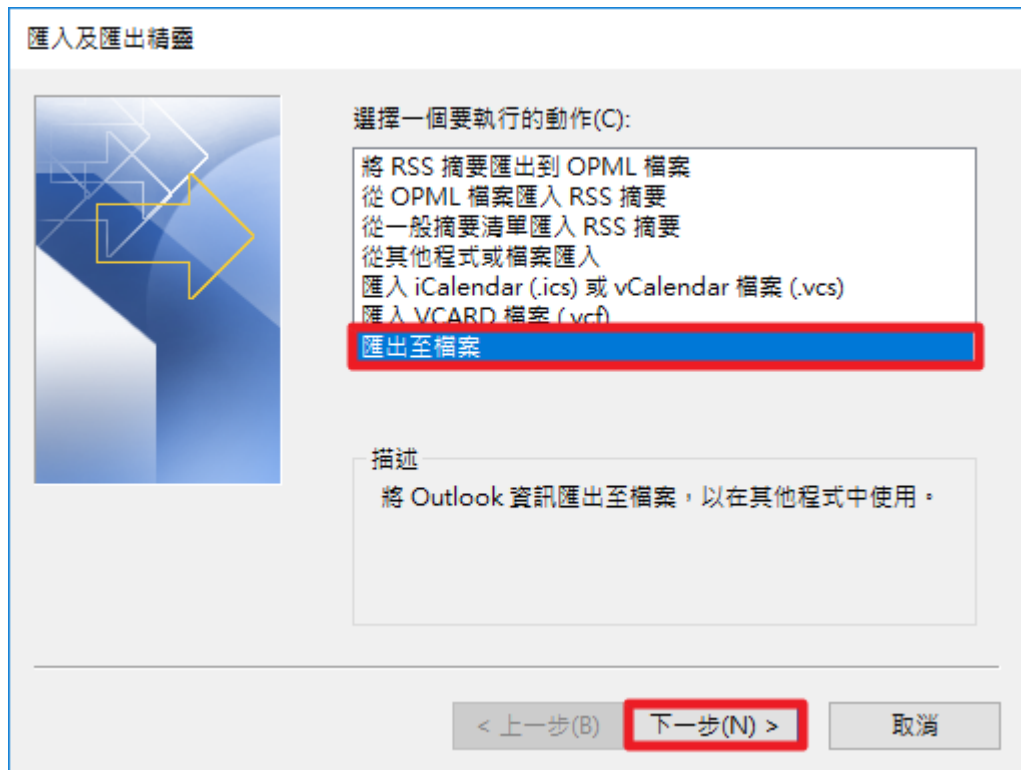 匯入及匯出精靈
選擇一個要執行的動作(C):
將 RSS 摘要匯出到 OPML 檔案
從 OPML 檔案匯入 RSS 摘要
從一般摘要清單匯入 RSS 摘要
從其他程式或檔案匯入
匯入 iCalendar (.ics) 或 vCalendar 檔案 (.vcs)
匯入 VCARD 檔案 (.vcf)
匯出至檔案
描述
將 Outlook 資訊匯出至檔案，以在其他程式中使用。
< 上一步(B) 下一步(N) > 取消